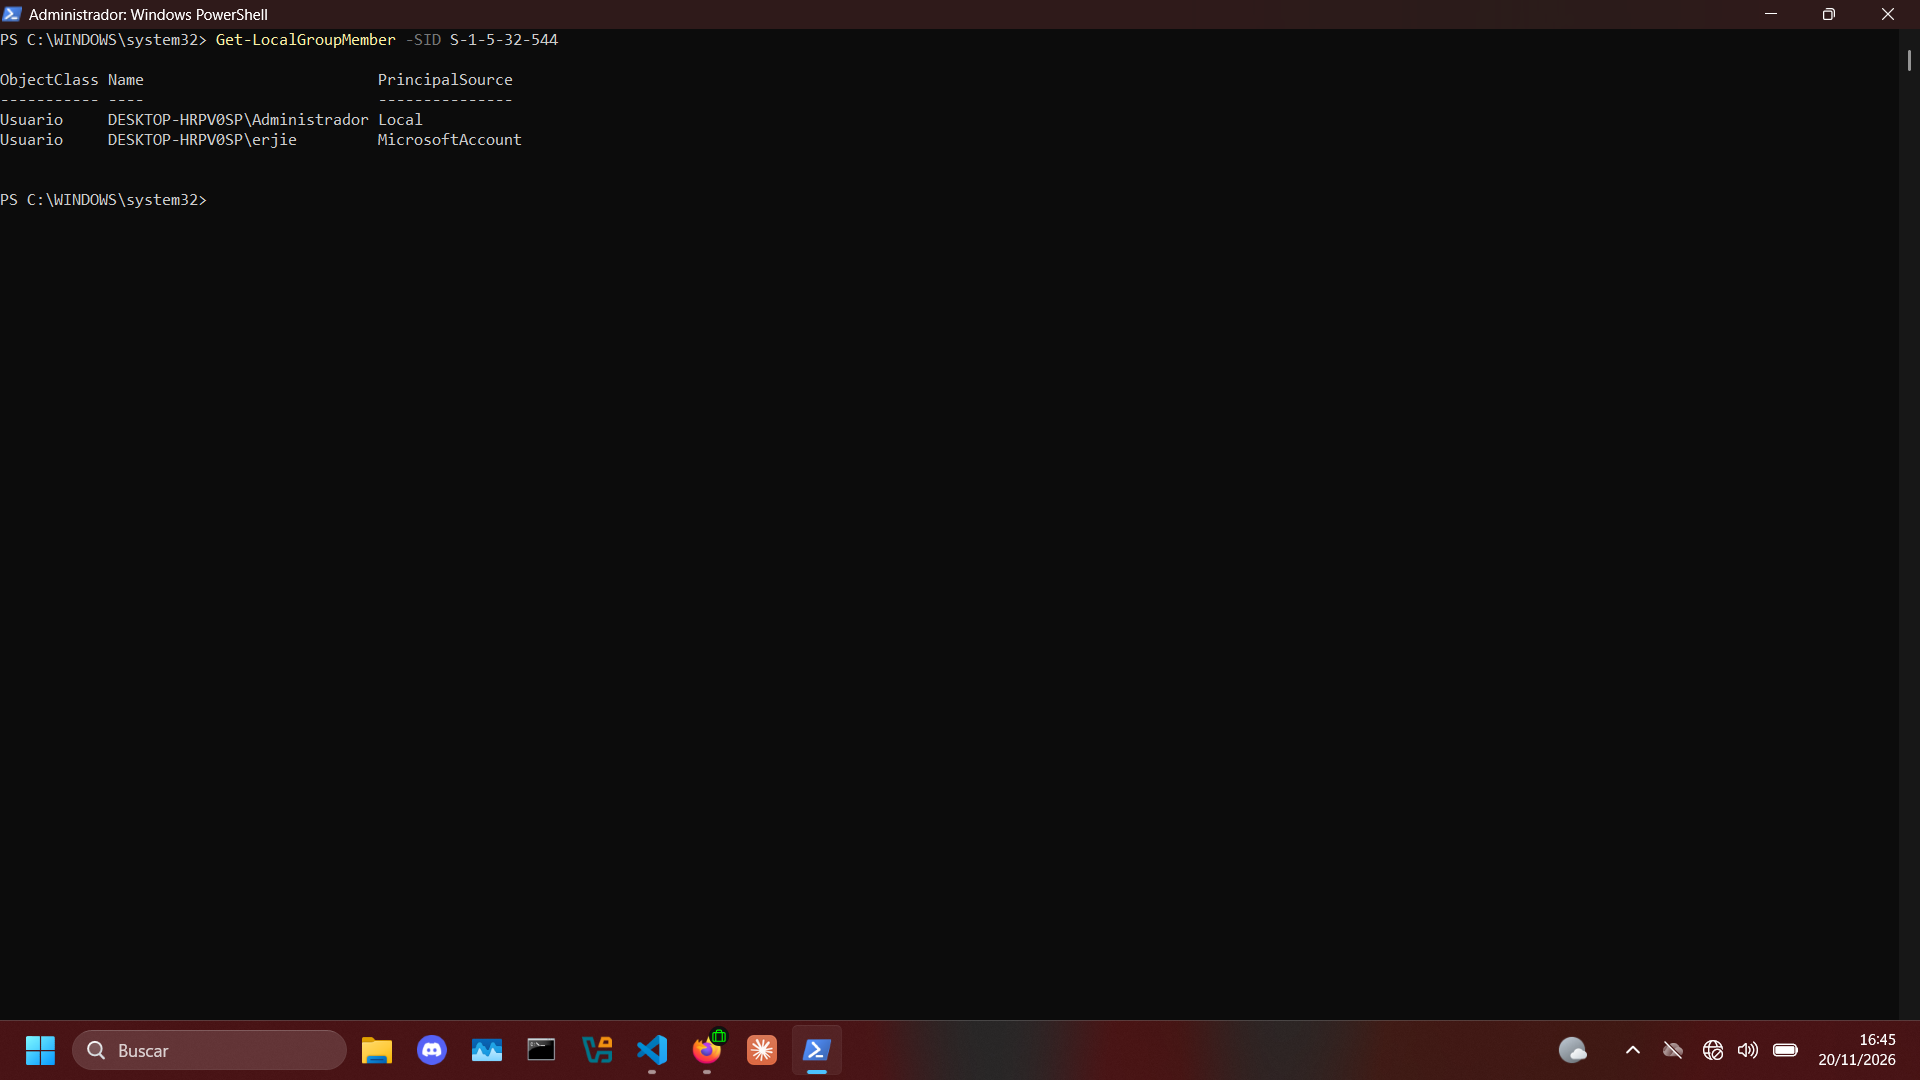 Administrador: Windows PowerShell
PS C:\WINDOWS\system32> Get-LocalGroupMember -SID S-1-5-32-544
ObjectClass Name PrincipalSource
----------- ---- ---------------
Usuario DESKTOP-HRPV0SP\Administrador Local
Usuario DESKTOP-HRPV0SP\erjie MicrosoftAccount
PS C:\WINDOWS\system32>
Buscar
16:45
20/11/2026